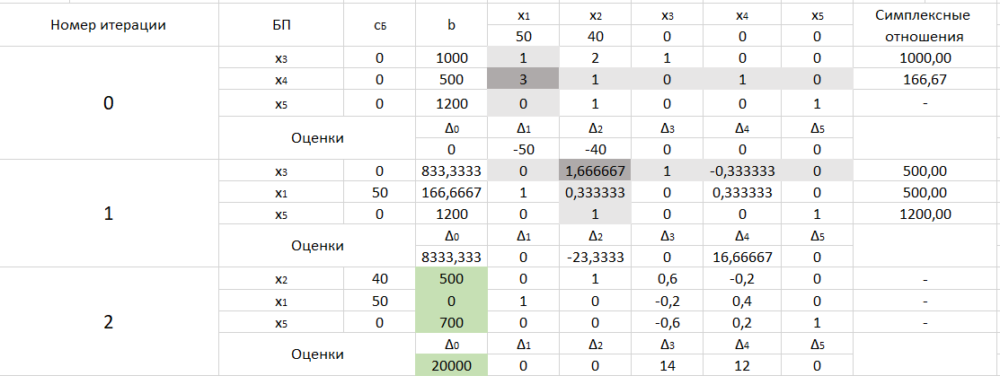 Номер итерации БП cБ b x1 x2 x3 x4 x5 Симплексные отношения
50 40 0 0 0
0
x3 0 1000 1 2 1 0 0 1000,00
x4 0 500 3 1 0 1 0 166,67
x5 0 1200 0 1 0 0 1 -
Оценки Δ0 Δ1 Δ2 Δ3 Δ4 Δ5
0 -50 -40 0 0 0
1
x3 0 833,3333 0 1,666667 1 -0,333333 0 500,00
x1 50 166,6667 1 0,333333 0 0,333333 0 500,00
x5 0 1200 0 1 0 0 1 1200,00
Оценки Δ0 Δ1 Δ2 Δ3 Δ4 Δ5
8333,333 0 -23,3333 0 16,66667 0
2
x2 40 500 0 1 0,6 -0,2 0 -
x1 50 0 1 0 -0,2 0,4 0 -
x5 0 700 0 0 -0,6 0,2 1 -
Оценки Δ0 Δ1 Δ2 Δ3 Δ4 Δ5
20000 0 0 14 12 0